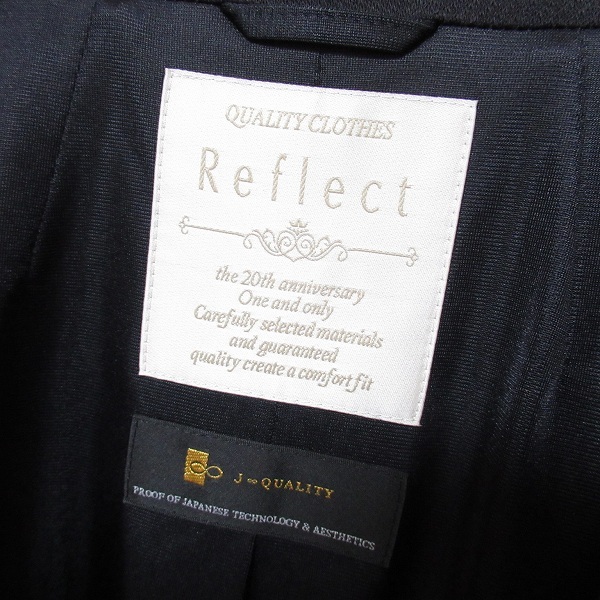 QUALITY CLOTHES
Reflect
the 20th anniversary
One and only
Carefully selected materials
and guaranteed
quality create a comfort fit
J∞QUALITY
PROOF OF JAPANESE TECHNOLOGY & AESTHETICS